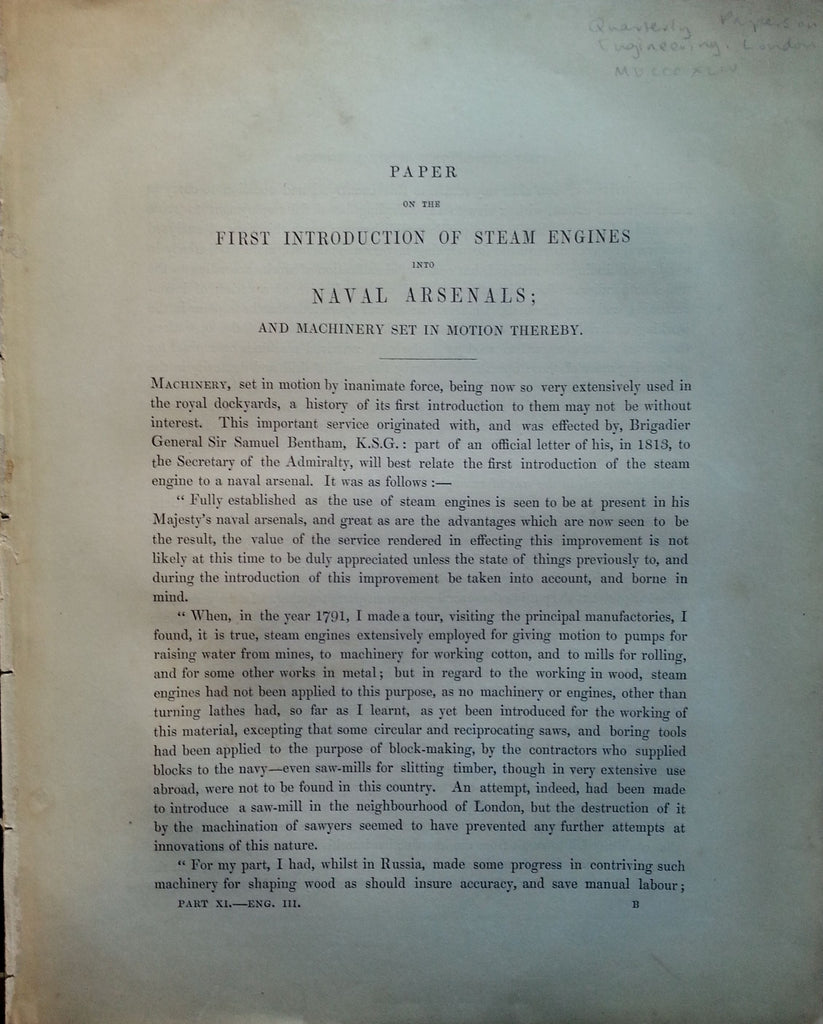 Quarterly Papers on
Engineering. London
PAPER
ON THE
FIRST INTRODUCTION OF STEAM ENGINES
INTO
NAVAL ARSENALS;
AND MACHINERY SET IN MOTION THEREBY.
MACHINERY, set in motion by inanimate force, being now so very extensively used in
the royal dockyards, a history of its first introduction to them may not be without
interest. This important service originated with, and was effected by, Brigadier
General Sir Samuel Bentham, K.S.G.: part of an official letter of his, in 1813, to
the Secretary of the Admiralty, will best relate the first introduction of the steam
engine to a naval arsenal. It was as follows :—
“ Fully established as the use of steam engines is seen to be at present in his
Majesty's naval arsenals, and great as are the advantages which are now seen to be
the result, the value of the service rendered in effecting this improvement is not
likely at this time to be duly appreciated unless the state of things previously to, and
during the introduction of this improvement be taken into account, and borne in
mind.
“ When, in the year 1791, I made a tour, visiting the principal manufactories, I
found, it is true, steam engines extensively employed for giving motion to pumps for
raising water from mines, to machinery for working cotton, and to mills for rolling,
and for some other works in metal; but in regard to the working in wood, steam
engines had not been applied to this purpose, as no machinery or engines, other than
turning lathes had, so far as I learnt, as yet been introduced for the working of
this material, excepting that some circular and reciprocating saws, and boring tools
had been applied to the purpose of block-making, by the contractors who supplied
blocks to the navy—even saw-mills for slitting timber, though in very extensive use
abroad, were not to be found in this country. An attempt, indeed, had been made
to introduce a saw-mill in the neighbourhood of London, but the destruction of it
by the machination of sawyers seemed to have prevented any further attempts at
innovations of this nature.
“ For my part, I had, whilst in Russia, made some progress in contriving such
machinery for shaping wood as should insure accuracy, and save manual labour;
PART XI.—ENG. III. B